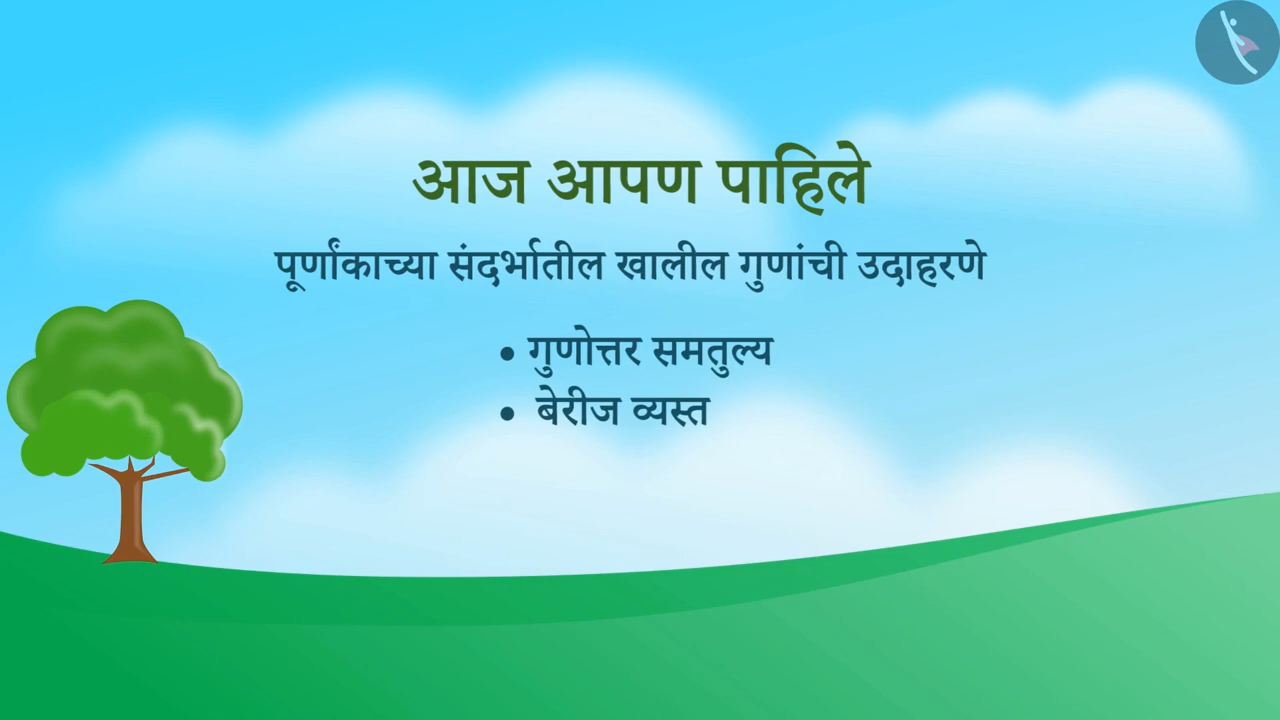 आज आपण पाहिले
पूर्णांकाच्या संदर्भातील खालील गुणांची उदाहरणे
• गुणोत्तर समतुल्य
• बेरीज व्यस्त